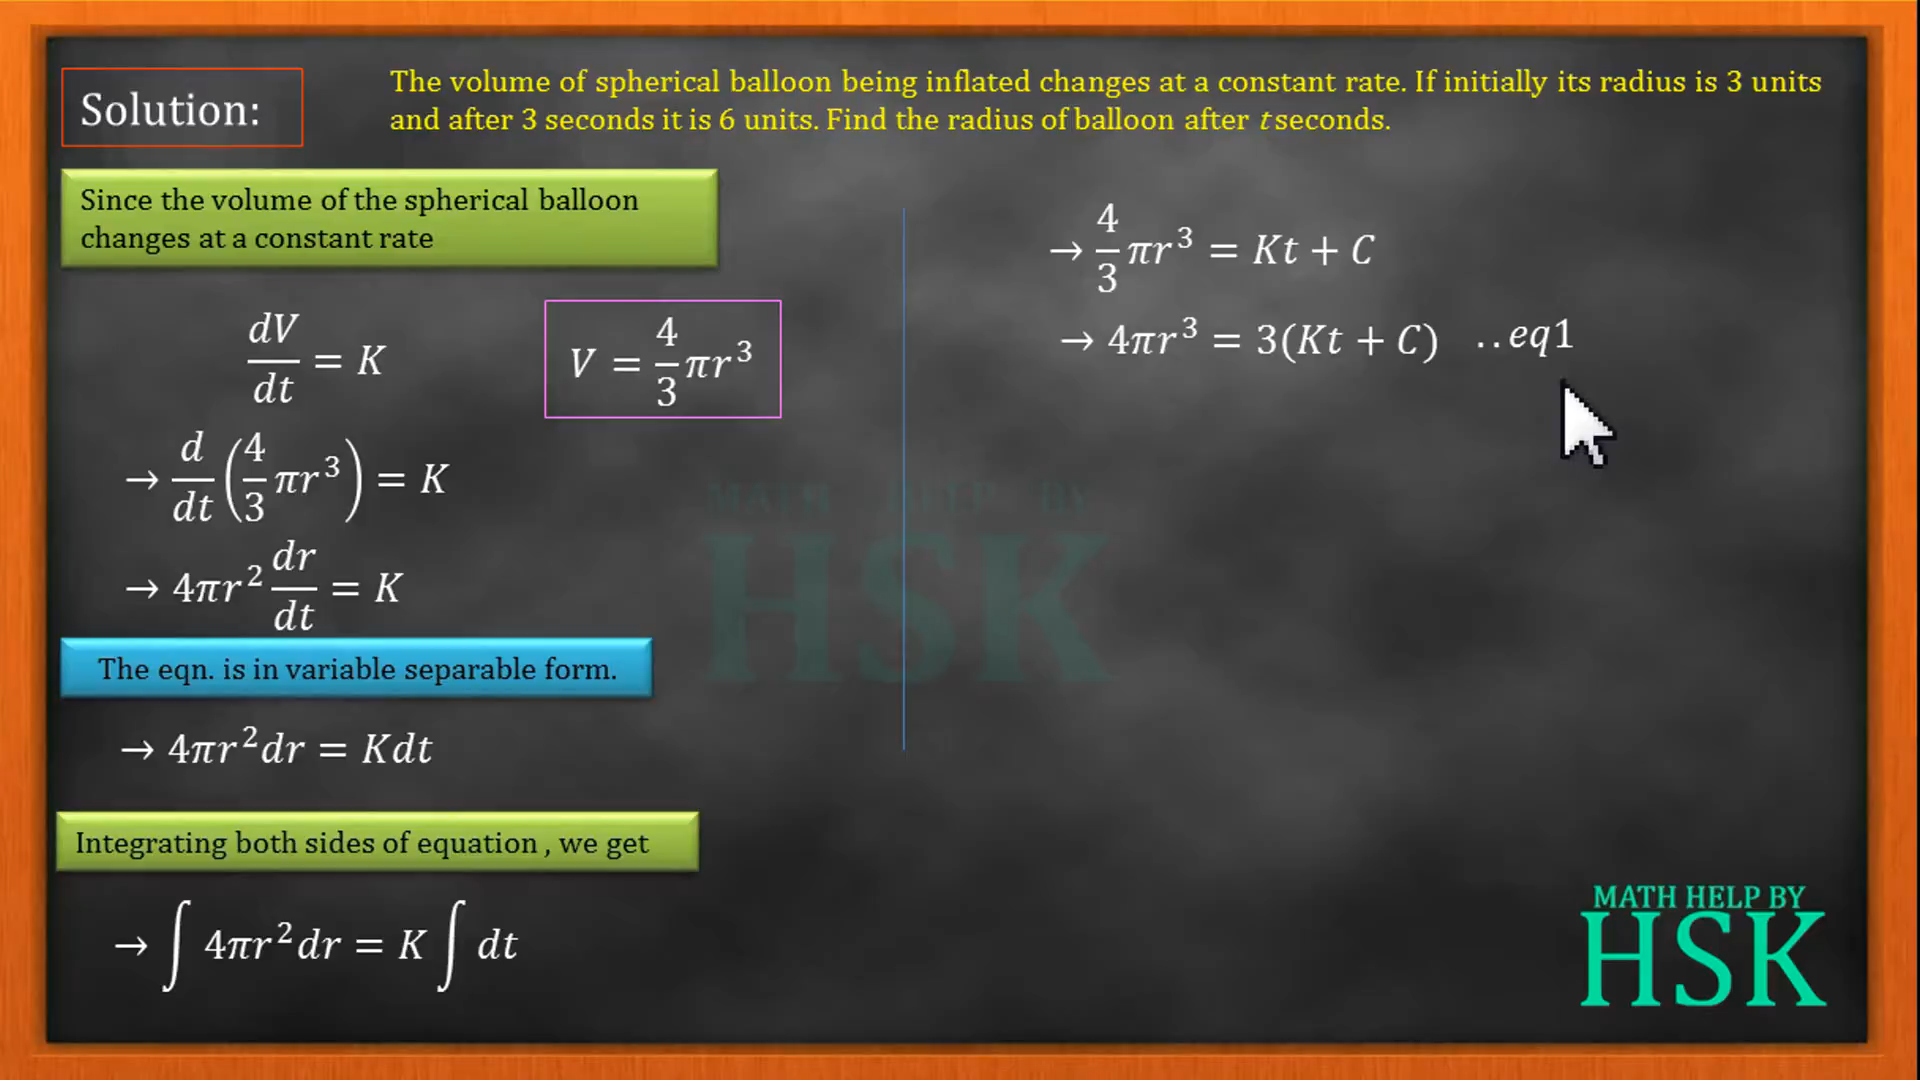 Solution:
The volume of spherical balloon being inflated changes at a constant rate. If initially its radius is 3 units
and after 3 seconds it is 6 units. Find the radius of balloon after t seconds.
Since the volume of the spherical balloon
changes at a constant rate
dV/dt = K
V = 4/3 πr³
→ d/dt (4/3 πr³) = K
→ 4πr² dr/dt = K
The eqn. is in variable separable form.
→ 4πr²dr = Kdt
Integrating both sides of equation , we get
→ ∫ 4πr²dr = K ∫ dt
→ 4/3 πr³ = Kt + C
→ 4πr³ = 3(Kt + C) ..eq1
MATH HELP BY
HSK
MATH HELP BY
HSK